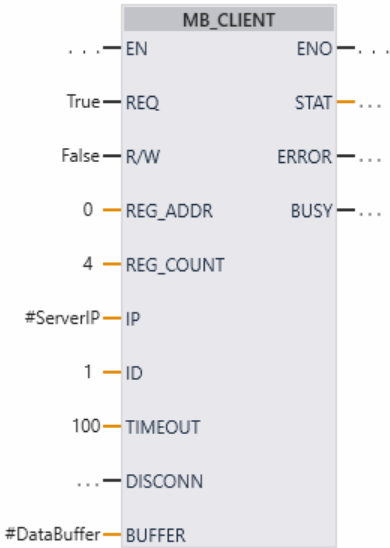 MB_CLIENT
... EN ENO ...
True REQ STAT ...
False R/W ERROR ...
0 REG_ADDR BUSY ...
4 REG_COUNT
#ServerIP IP
1 ID
100 TIMEOUT
... DISCONN
#DataBuffer BUFFER